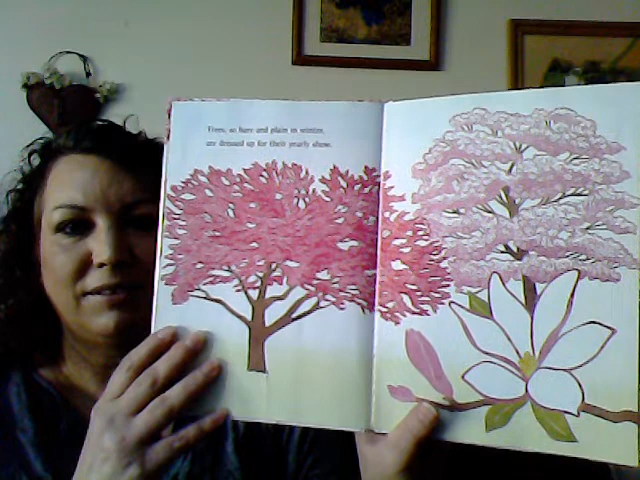 Trees, so bare and plain in winter,
are dressed up for their yearly show.